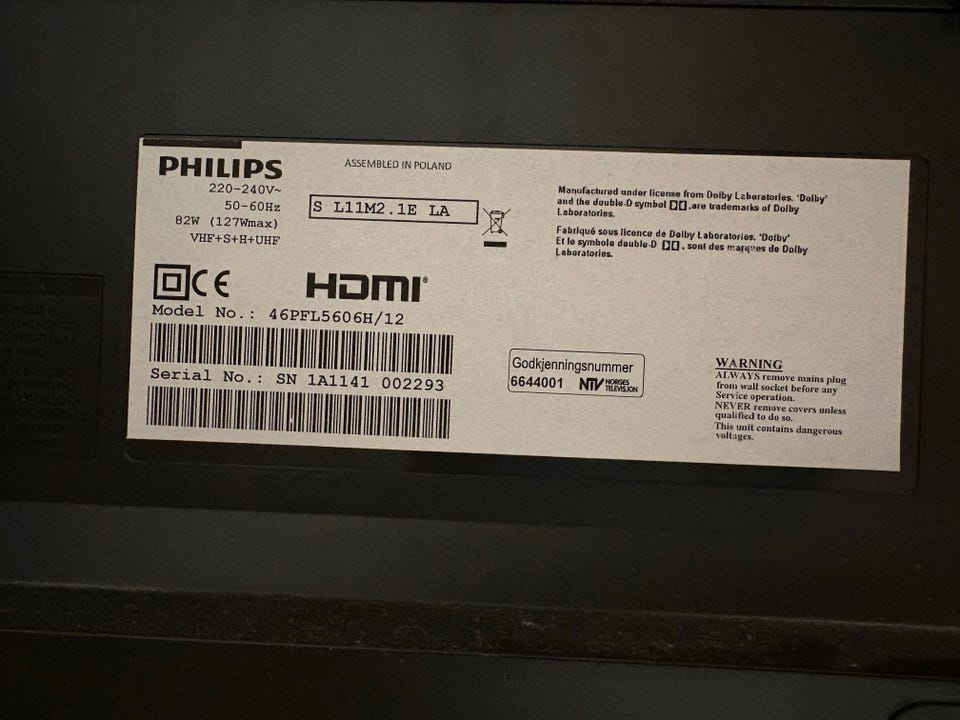 PHILIPS
ASSEMBLED IN POLAND
220-240V~
50-60Hz
82W (127Wmax)
VHF+S+H+UHF
S L11M2.1E LA
Manufactured under license from Dolby Laboratories. 'Dolby'
and the double-D symbol ,are trademarks of Dolby
Laboratories.
Fabriqué sous licence de Dolby Laboratories. 'Dolby'
Et le symbole double-D , sont des marques de Dolby
Laboratories.
CE
HDMI®
Model No.: 46PFL5606H/12
Serial No.: SN 1A1141 002293
Godkjenningsnummer
6644001 NTV NORGES
TELEVISJON
WARNING
ALWAYS remove mains plug
from wall socket before any
Service operation.
NEVER remove covers unless
qualified to do so.
This unit contains dangerous
voltages.